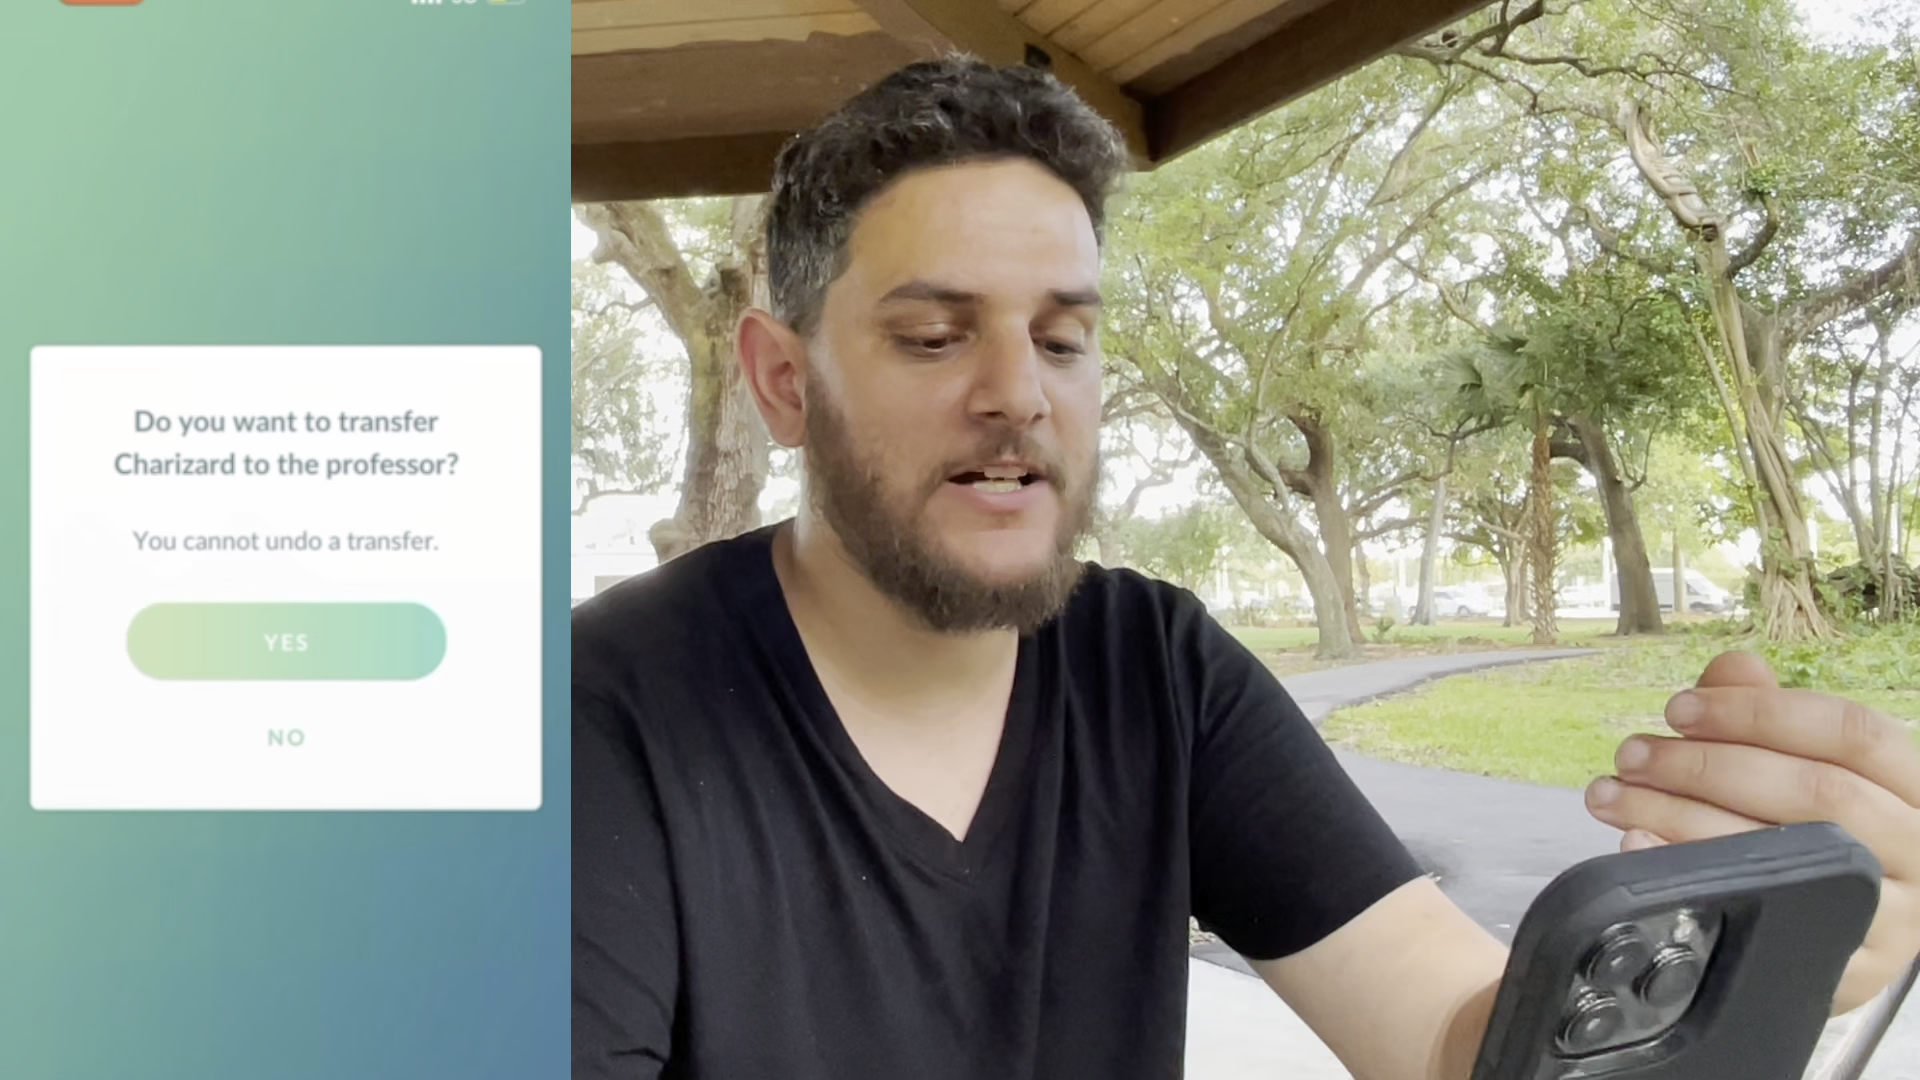 Do you want to transfer
Charizard to the professor?
You cannot undo a transfer.
YES
NO